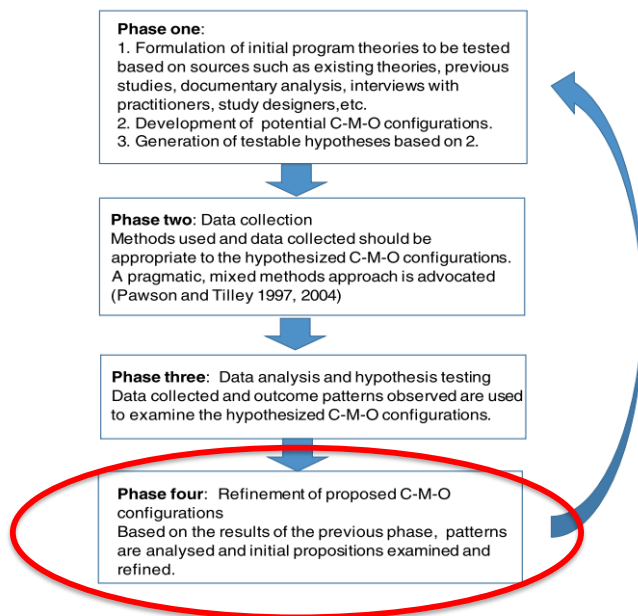 Phase one:
1. Formulation of initial program theories to be tested
based on sources such as existing theories, previous
studies, documentary analysis, interviews with
practitioners, study designers,etc.
2. Development of potential C-M-O configurations.
3. Generation of testable hypotheses based on 2.
Phase two: Data collection
Methods used and data collected should be
appropriate to the hypothesized C-M-O configurations.
A pragmatic, mixed methods approach is advocated
(Pawson and Tilley 1997, 2004)
Phase three: Data analysis and hypothesis testing
Data collected and outcome patterns observed are used
to examine the hypothesized C-M-O configurations.
Phase four: Refinement of proposed C-M-O
configurations
Based on the results of the previous phase, patterns
are analysed and initial propositions examined and
refined.